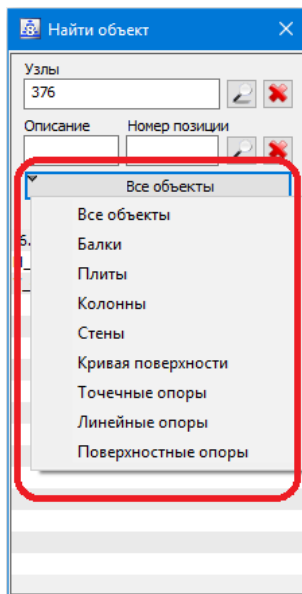 Найти объект
Узлы
376
Описание Номер позиции
Все объекты
Все объекты
Балки
Плиты
Колонны
Стены
Кривая поверхности
Точечные опоры
Линейные опоры
Поверхностные опоры